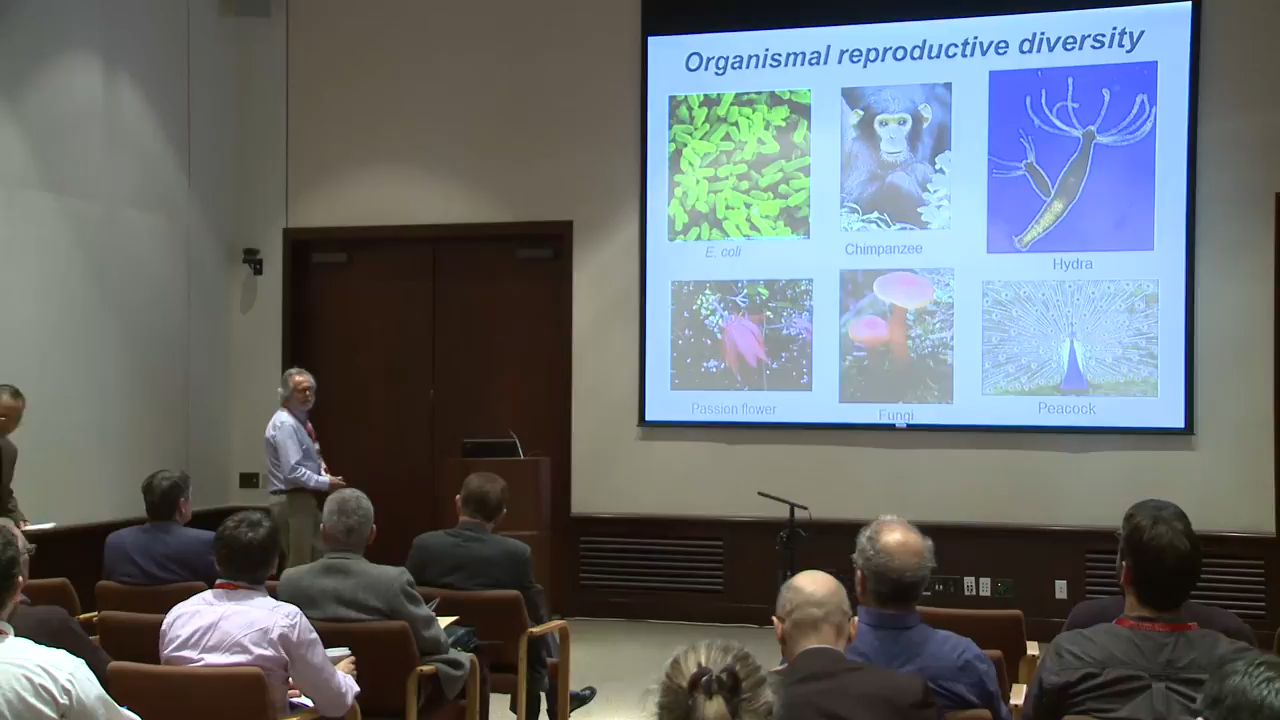 Organismal reproductive diversity
E. coli
Chimpanzee
Hydra
Passion flower
Fungi
Peacock